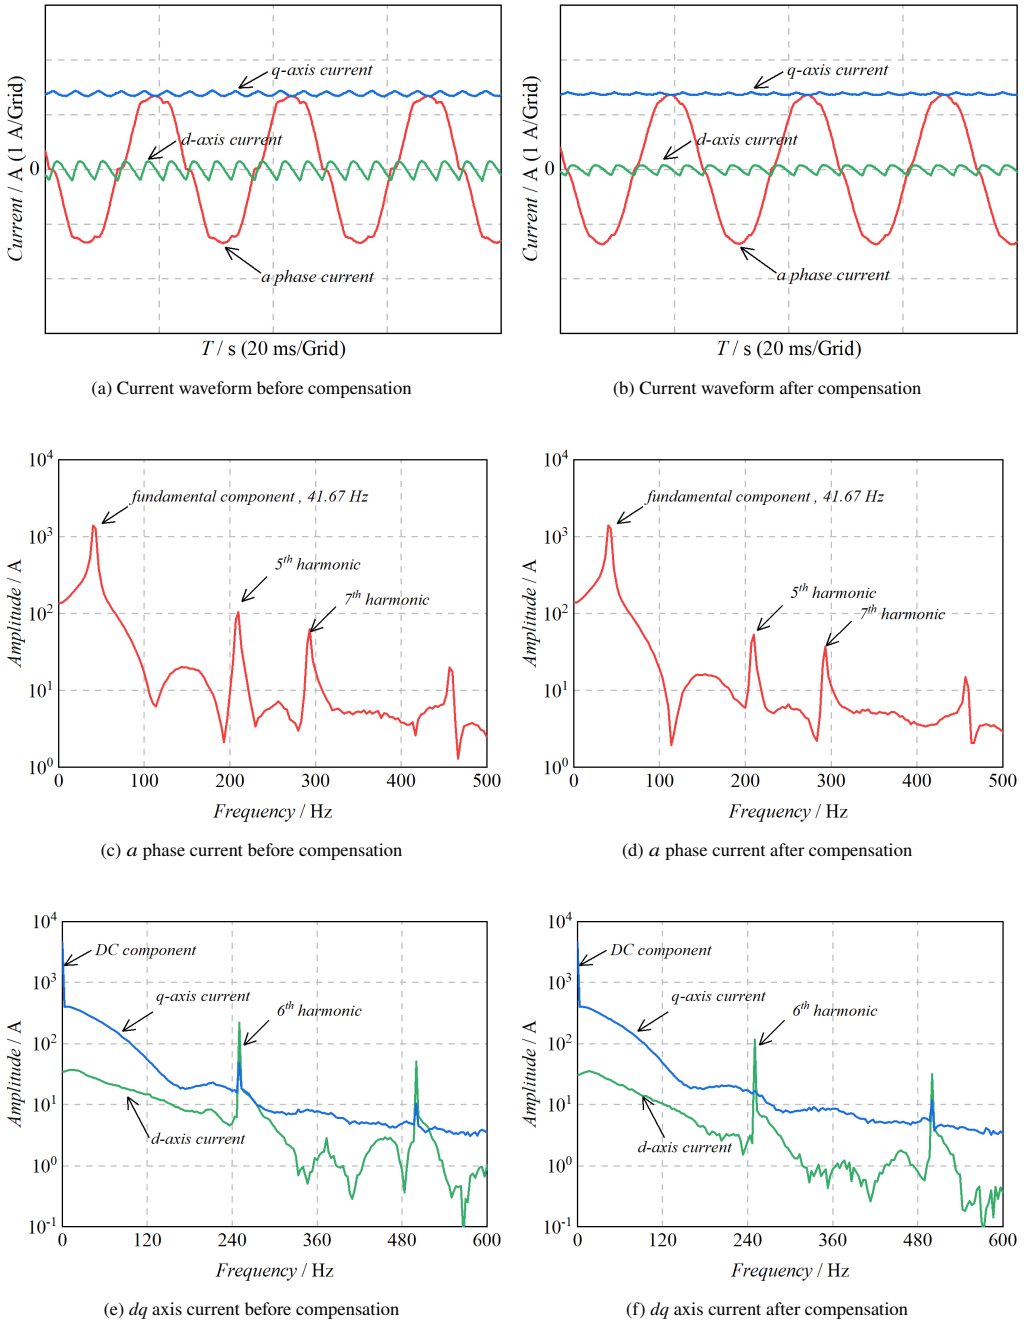 q-axis current
d-axis current
0
a phase current
Current / A (1 A/Grid)
T / s (20 ms/Grid)
(a) Current waveform before compensation
q-axis current
d-axis current
0
a phase current
Current / A (1 A/Grid)
T / s (20 ms/Grid)
(b) Current waveform after compensation
10^4
10^3
10^2
10^1
10^0
Amplitude / A
fundamental component , 41.67 Hz
5^th harmonic
7^th harmonic
0 100 200 300 400 500
Frequency / Hz
(c) a phase current before compensation
10^4
10^3
10^2
10^1
10^0
Amplitude / A
fundamental component , 41.67 Hz
5^th harmonic
7^th harmonic
0 100 200 300 400 500
Frequency / Hz
(d) a phase current after compensation
10^4
10^3
10^2
10^1
10^0
10^-1
Amplitude / A
DC component
q-axis current
6^th harmonic
d-axis current
0 120 240 360 480 600
Frequency / Hz
(e) dq axis current before compensation
10^4
10^3
10^2
10^1
10^0
10^-1
Amplitude / A
DC component
q-axis current
6^th harmonic
d-axis current
0 120 240 360 480 600
Frequency / Hz
(f) dq axis current after compensation